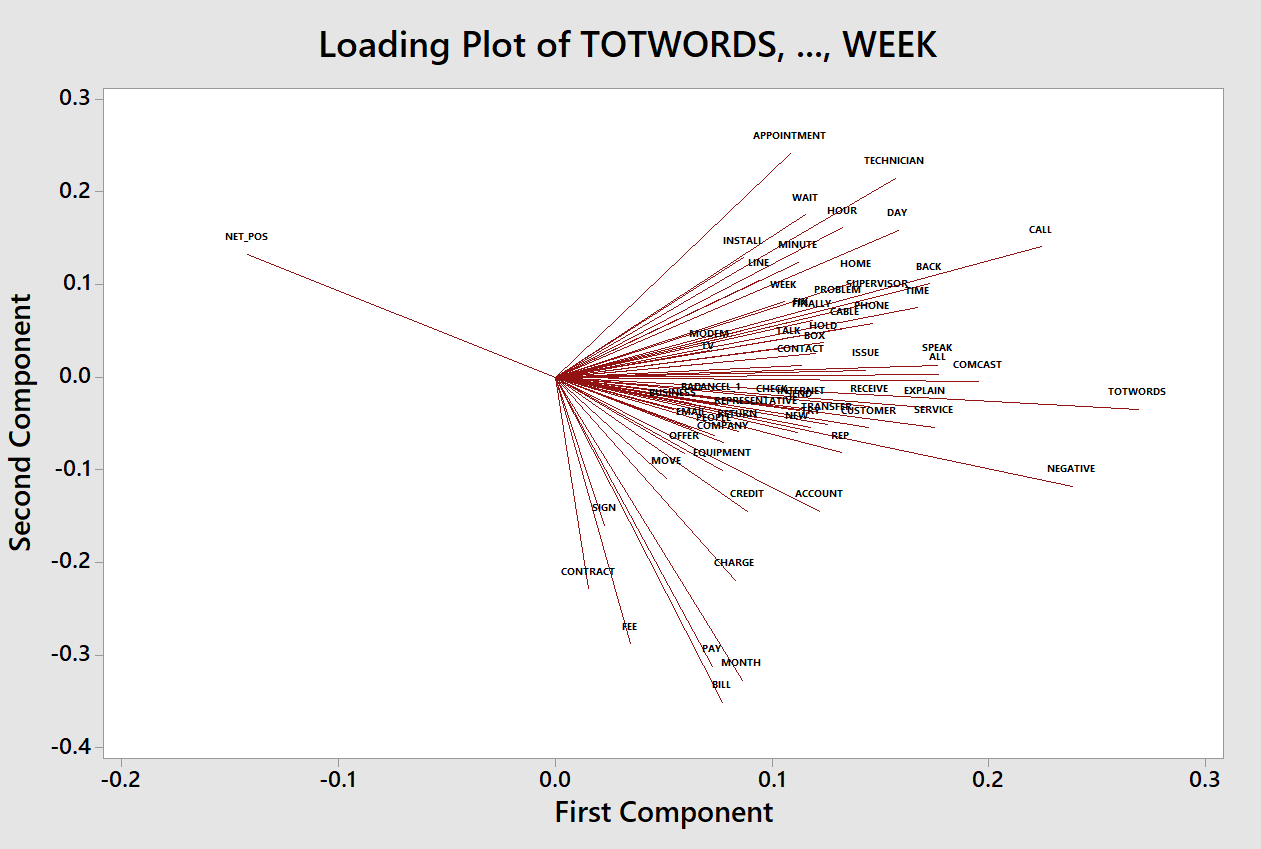 Loading Plot of TOTWORDS, ..., WEEK
0.3
APPOINTMENT
TECHNICIAN
0.2
WAIT
HOUR
DAY
NET_POS
CALL
INSTALL
MINUTE
LINE
HOME
BACK
0.1
WEEK
SUPERVISOR
PROBLEM
TIME
FINALLY
PHONE
CABLE
HOLD
MODEM
TALK
BOX
TV
CONTACT
ISSUE
SPEAK
ALL
COMCAST
0.0
CHECK
INTERNET
RECEIVE
EXPLAIN
TOTWORDS
BUSINESS
SEND
REPRESENTATIVE
TRANSFER
CUSTOMER
SERVICE
EMAIL
RETURN
NEW
TRY
PEOPLE
COMPANY
OFFER
REP
EQUIPMENT
MOVE
NEGATIVE
-0.1
CREDIT
ACCOUNT
SIGN
CHARGE
CONTRACT
-0.2
FEE
PAY
MONTH
BILL
-0.3
-0.4
-0.2
-0.1
0.0
0.1
0.2
0.3
First Component
Second Component